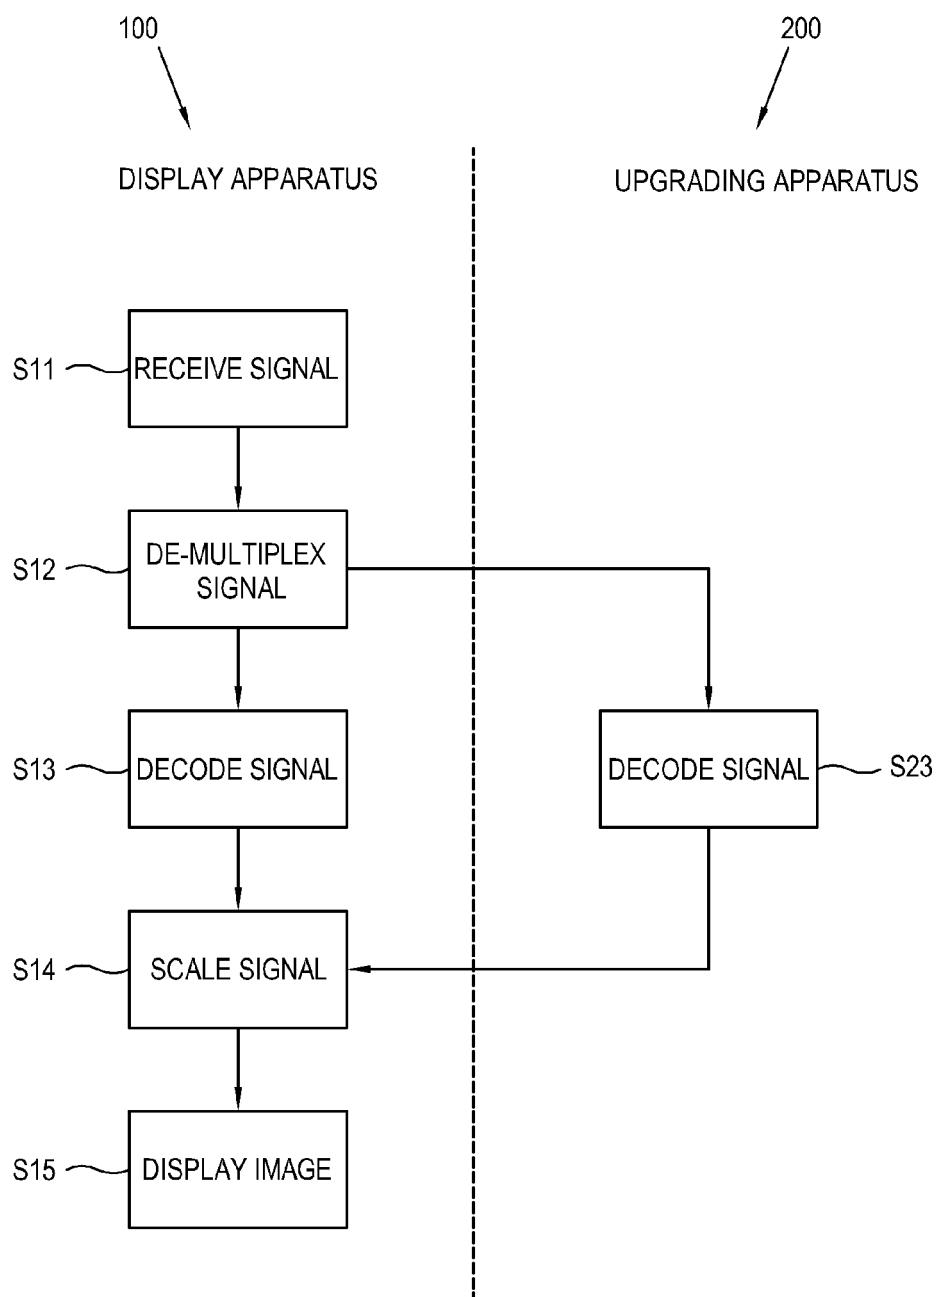 100
200
DISPLAY APPARATUS
UPGRADING APPARATUS
S11
RECEIVE SIGNAL
S12
DE-MULTIPLEX
SIGNAL
S13
DECODE SIGNAL
DECODE SIGNAL
S23
S14
SCALE SIGNAL
S15
DISPLAY IMAGE